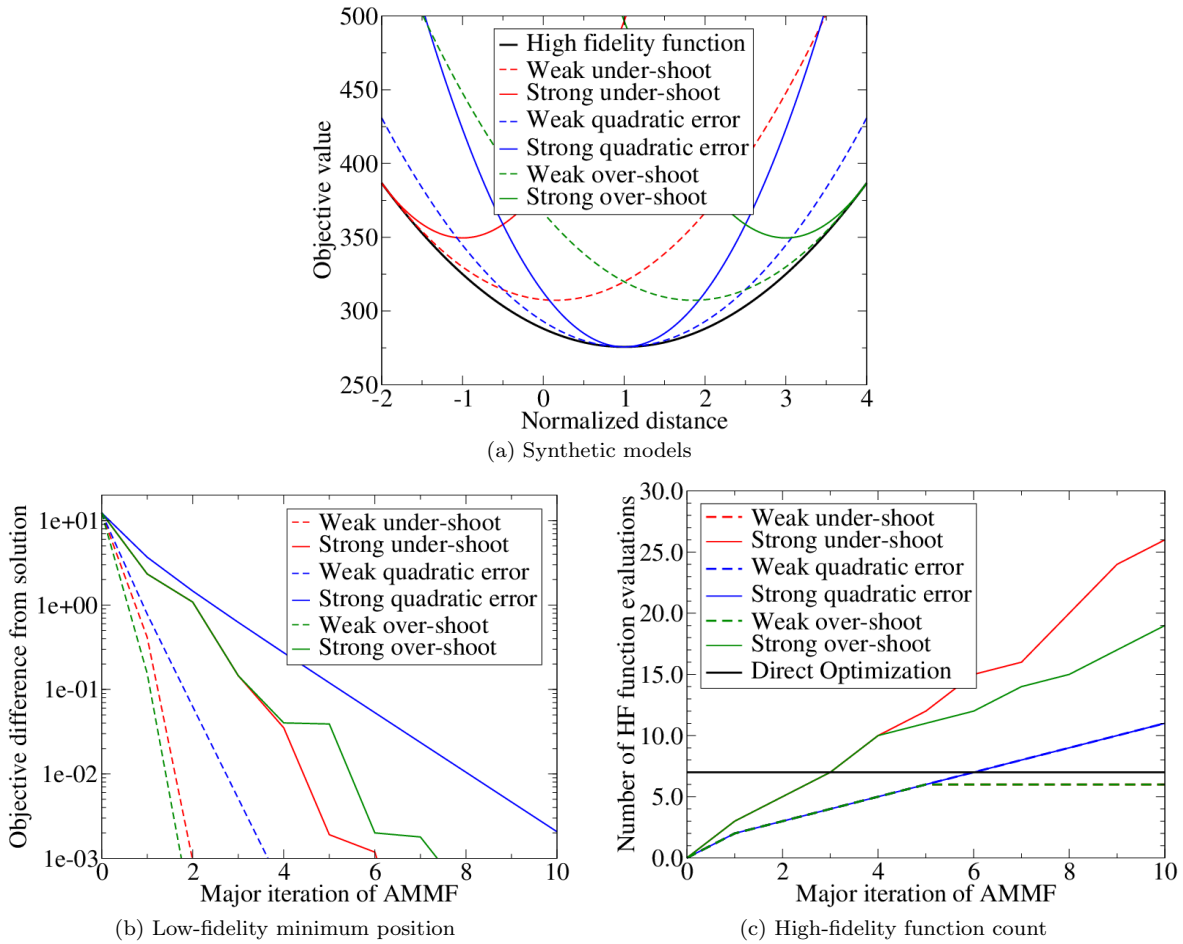 500
450
400
350
300
250
Objective value
High fidelity function
Weak under-shoot
Strong under-shoot
Weak quadratic error
Strong quadratic error
Weak over-shoot
Strong over-shoot
-2
-1
0
1
2
3
4
Normalized distance
(a) Synthetic models
1e+01
1e+00
1e-01
1e-02
1e-03
Objective difference from solution
Weak under-shoot
Strong under-shoot
Weak quadratic error
Strong quadratic error
Weak over-shoot
Strong over-shoot
0
2
4
6
8
10
Major iteration of AMMF
(b) Low-fidelity minimum position
30.0
25.0
20.0
15.0
10.0
5.0
0.0
Number of HF function evaluations
Weak under-shoot
Strong under-shoot
Weak quadratic error
Strong quadratic error
Weak over-shoot
Strong over-shoot
Direct Optimization
0
2
4
6
8
10
Major iteration of AMMF
(c) High-fidelity function count